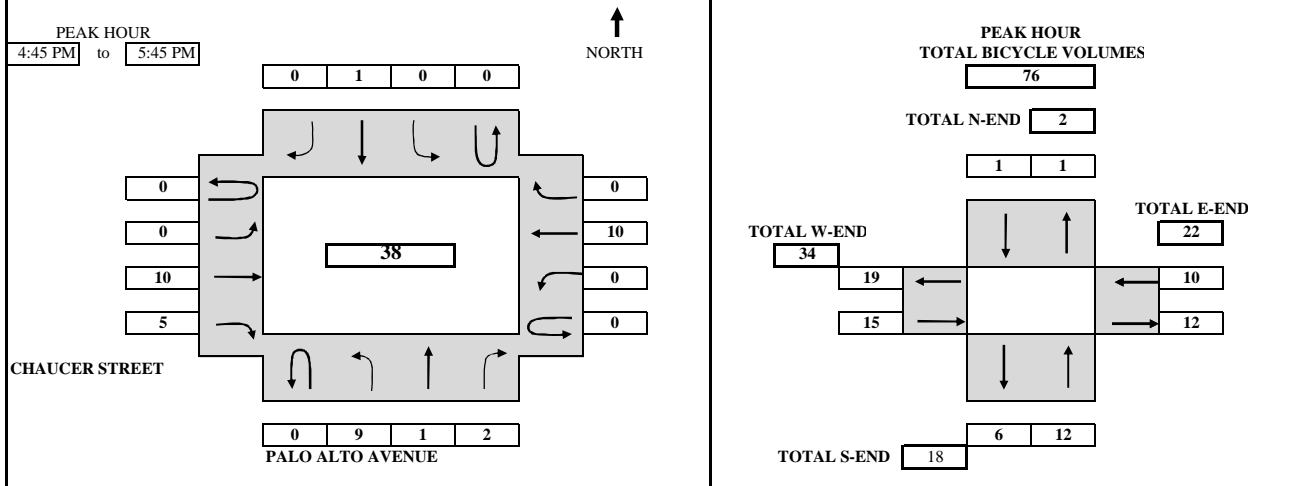 PEAK HOUR
4:45 PM to 5:45 PM
NORTH
0 1 0 0
0 0
0 10
38
10 0
5 0
CHAUCER STREET
0 9 1 2
PALO ALTO AVENUE
PEAK HOUR
TOTAL BICYCLE VOLUMES
76
TOTAL N-END 2
1 1
TOTAL E-END
22
TOTAL W-END
34
19 10
15 12
6 12
TOTAL S-END 18